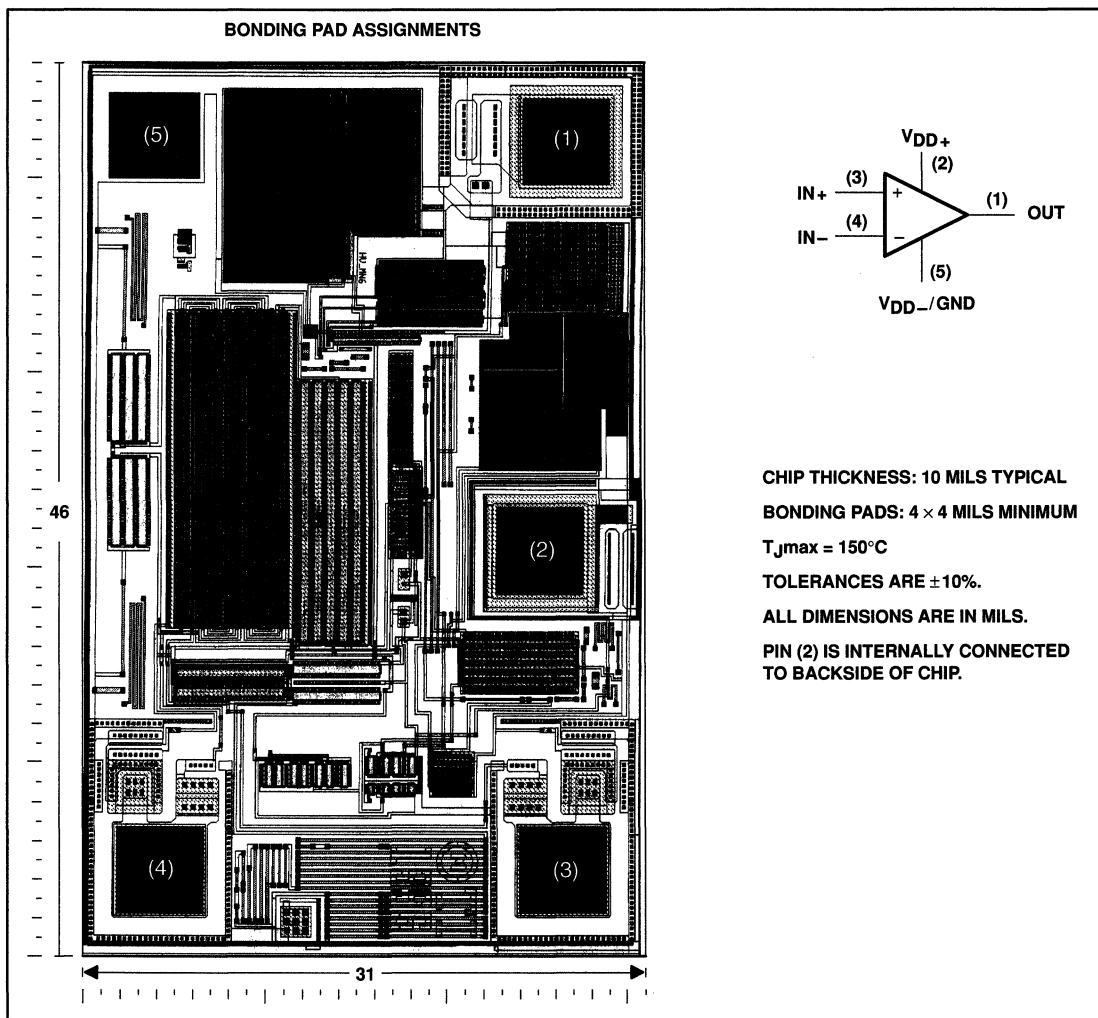 BONDING PAD ASSIGNMENTS
(5)
(1)
VDD+
(2)
(3)
IN+
+
(1)
OUT
(4)
IN−
−
(5)
VDD−/GND
46
(2)
CHIP THICKNESS: 10 MILS TYPICAL
BONDING PADS: 4 × 4 MILS MINIMUM
TJmax = 150°C
TOLERANCES ARE ±10%.
ALL DIMENSIONS ARE IN MILS.
PIN (2) IS INTERNALLY CONNECTED
TO BACKSIDE OF CHIP.
(4)
(3)
31